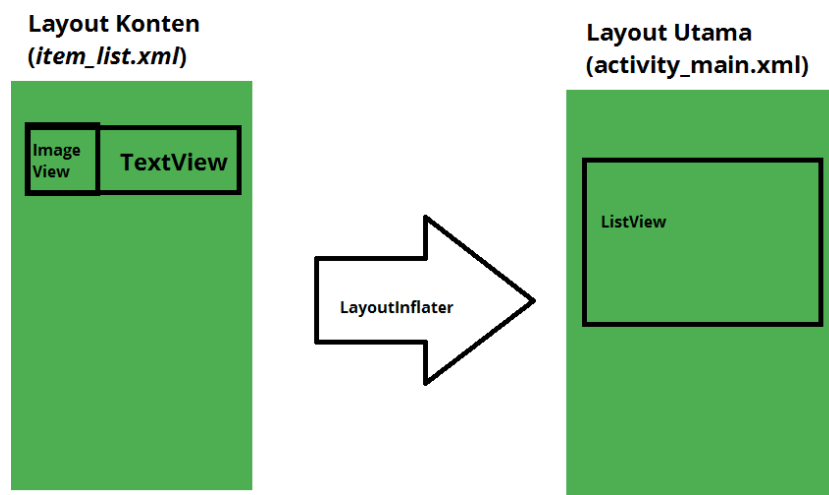 Layout Konten
(item_list.xml)
Image
View
TextView
LayoutInflater
Layout Utama
(activity_main.xml)
ListView